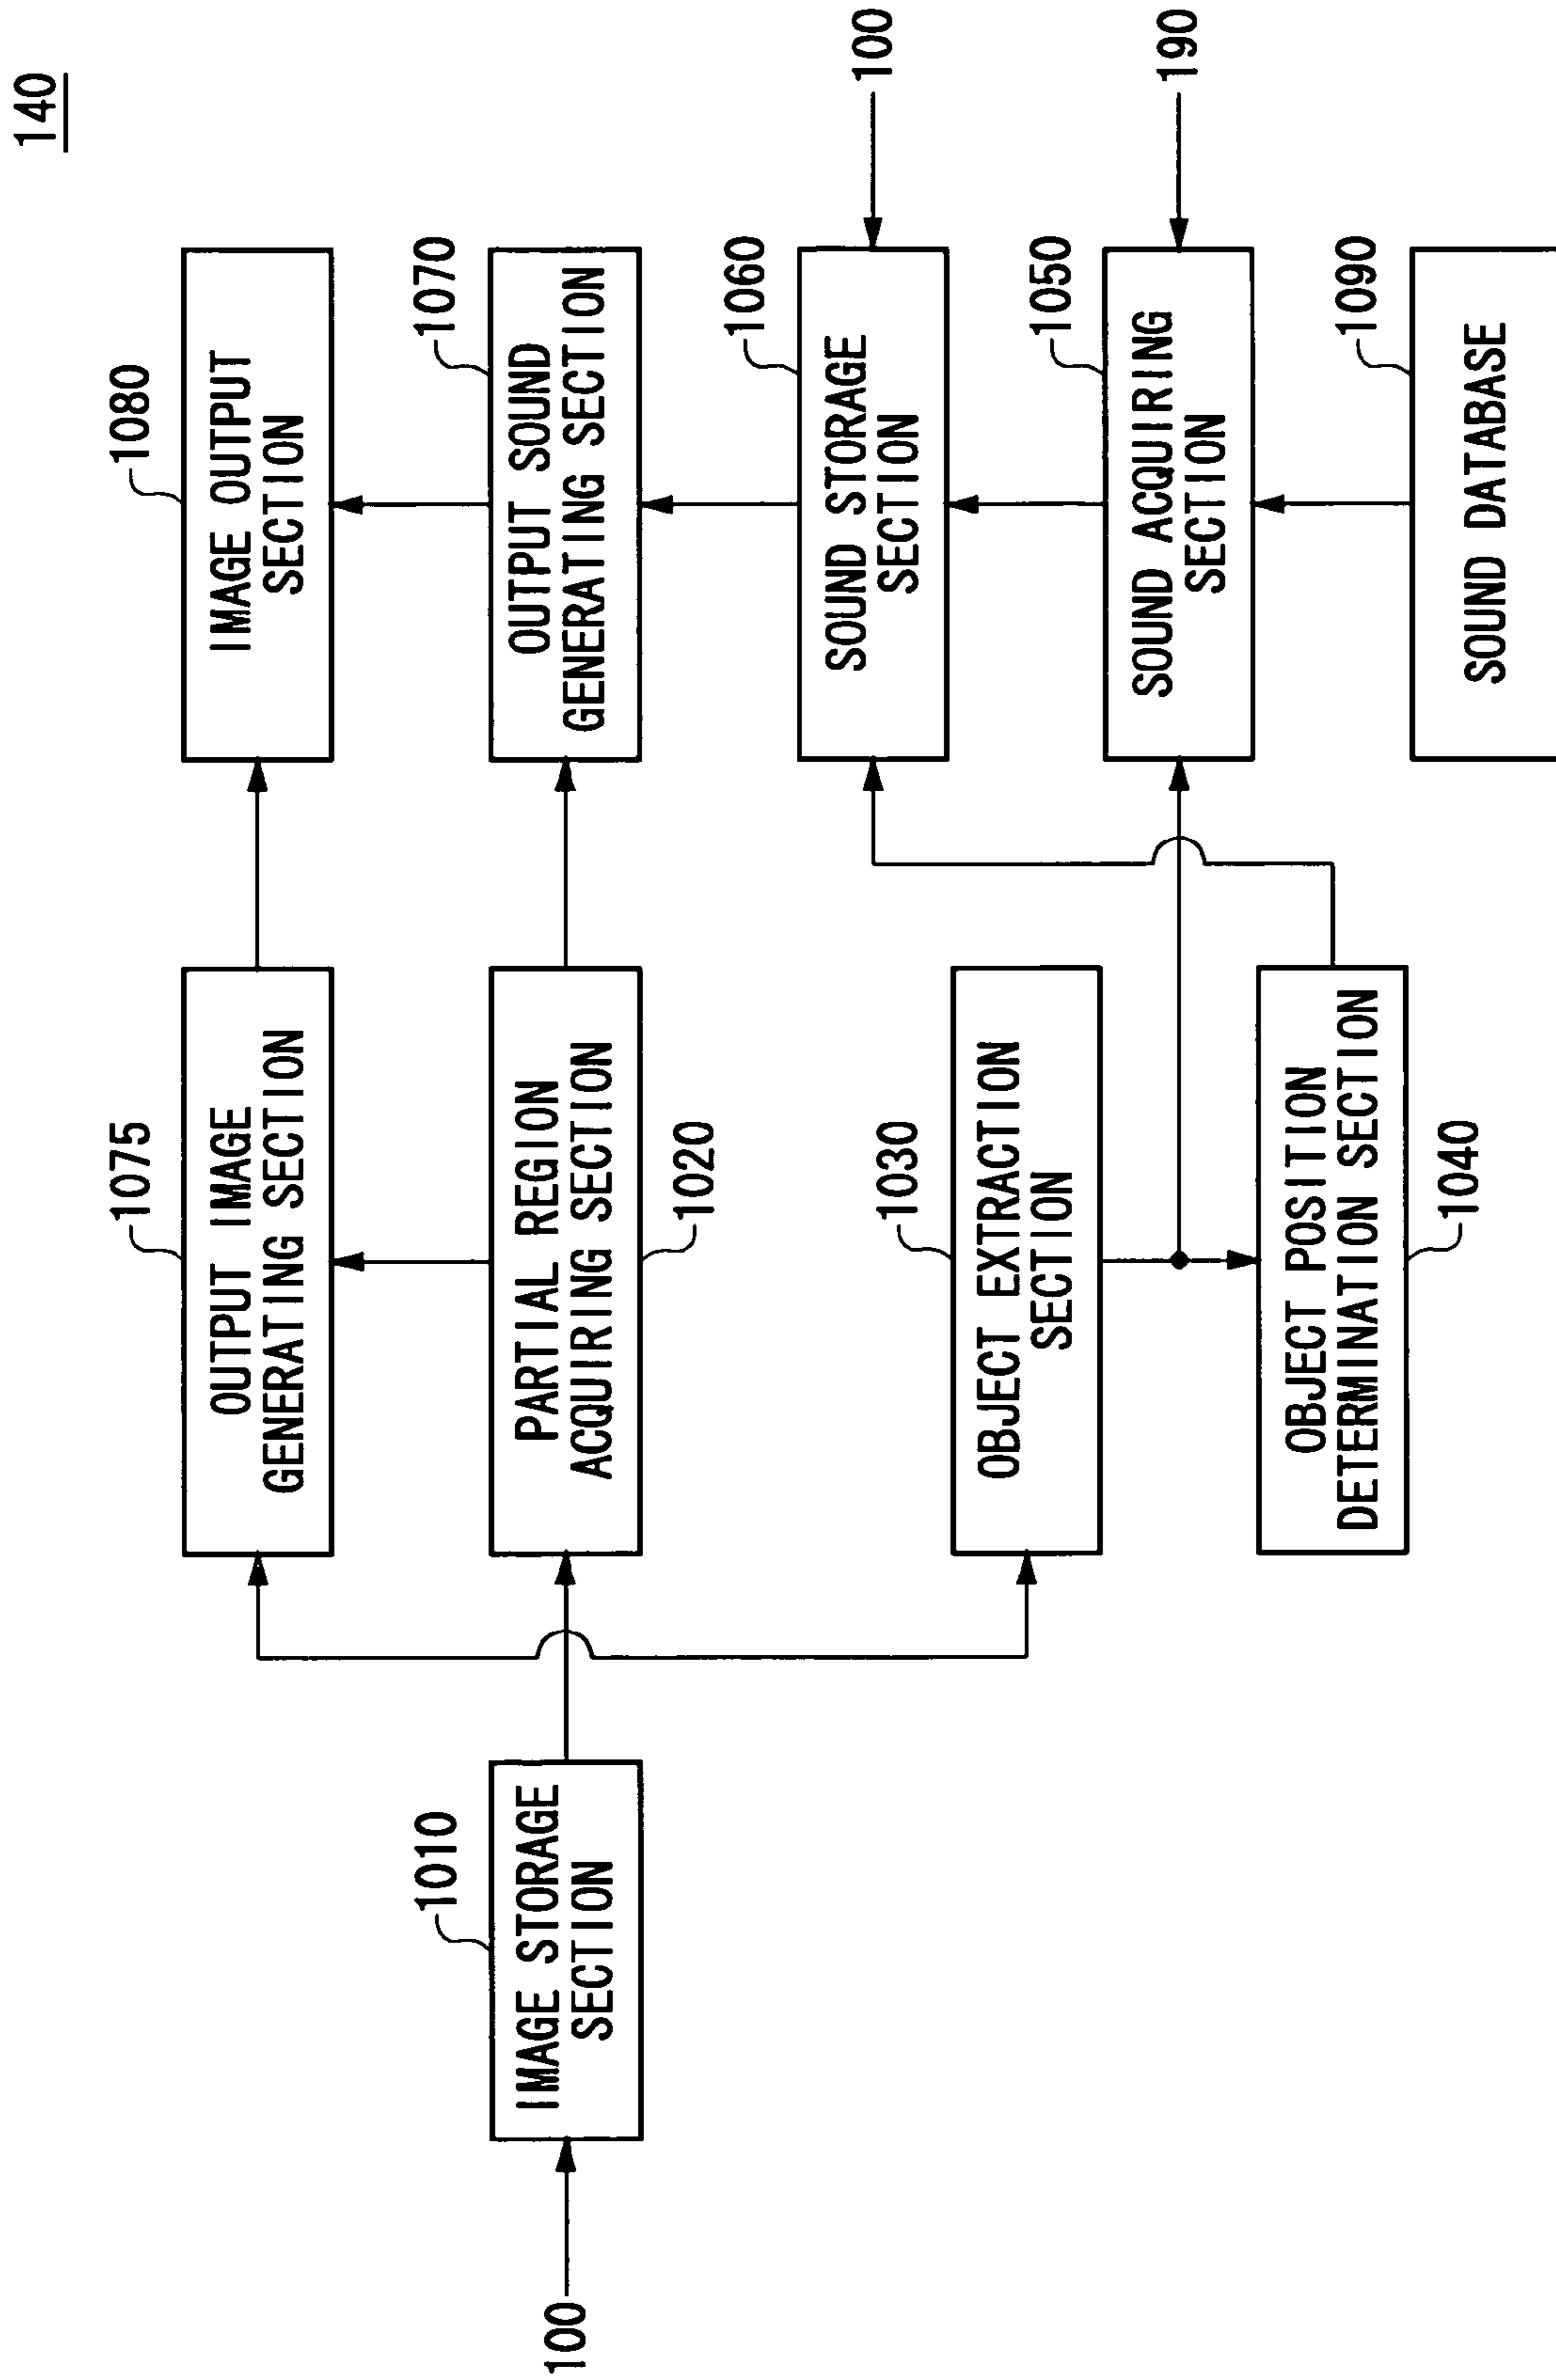 140
1080
IMAGE OUTPUT
SECTION
1070
OUTPUT SOUND
GENERATING SECTION
1060
SOUND STORAGE
SECTION
100
1050
SOUND ACQUIRING
SECTION
190
1090
SOUND DATABASE
1075
OUTPUT IMAGE
GENERATING SECTION
PARTIAL REGION
ACQUIRING SECTION
1020
1030
OBJECT EXTRACTION
SECTION
OBJECT POSITION
DETERMINATION SECTION
1040
1010
IMAGE STORAGE
SECTION
100